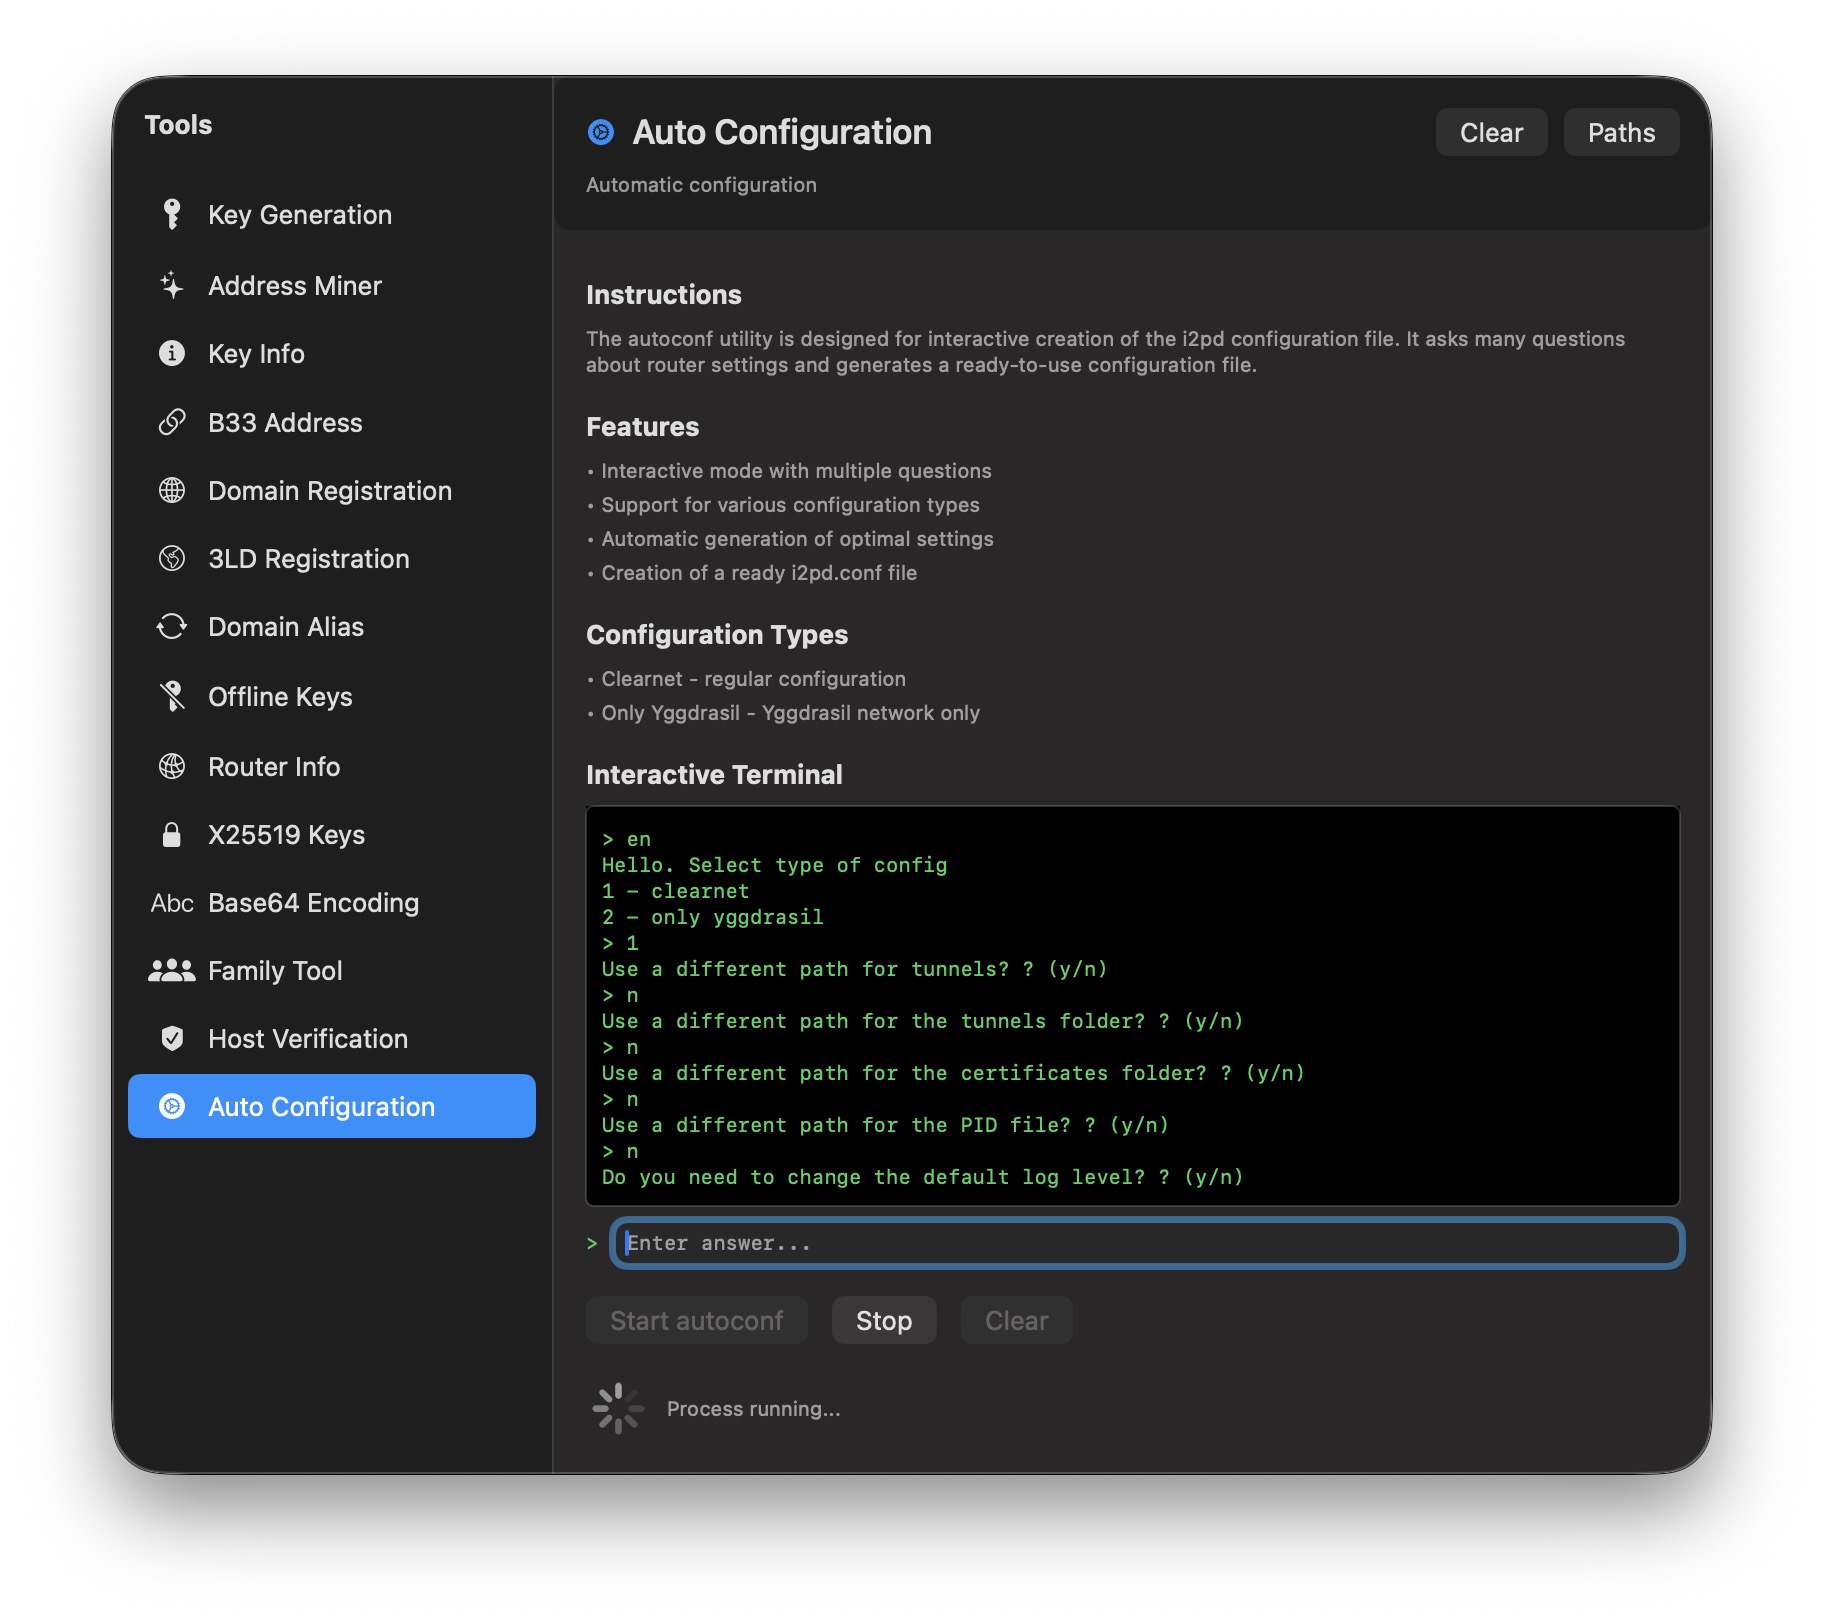 Tools
Key Generation
Address Miner
Key Info
B33 Address
Domain Registration
3LD Registration
Domain Alias
Offline Keys
Router Info
X25519 Keys
Abc Base64 Encoding
Family Tool
Host Verification
Auto Configuration
Auto Configuration
Clear
Paths
Automatic configuration
Instructions
The autoconf utility is designed for interactive creation of the i2pd configuration file. It asks many questions
about router settings and generates a ready-to-use configuration file.
Features
• Interactive mode with multiple questions
• Support for various configuration types
• Automatic generation of optimal settings
• Creation of a ready i2pd.conf file
Configuration Types
• Clearnet - regular configuration
• Only Yggdrasil - Yggdrasil network only
Interactive Terminal
> en
Hello. Select type of config
1 – clearnet
2 – only yggdrasil
> 1
Use a different path for tunnels? ? (y/n)
> n
Use a different path for the tunnels folder? ? (y/n)
> n
Use a different path for the certificates folder? ? (y/n)
> n
Use a different path for the PID file? ? (y/n)
> n
Do you need to change the default log level? ? (y/n)
> Enter answer...
Start autoconf
Stop
Clear
Process running...